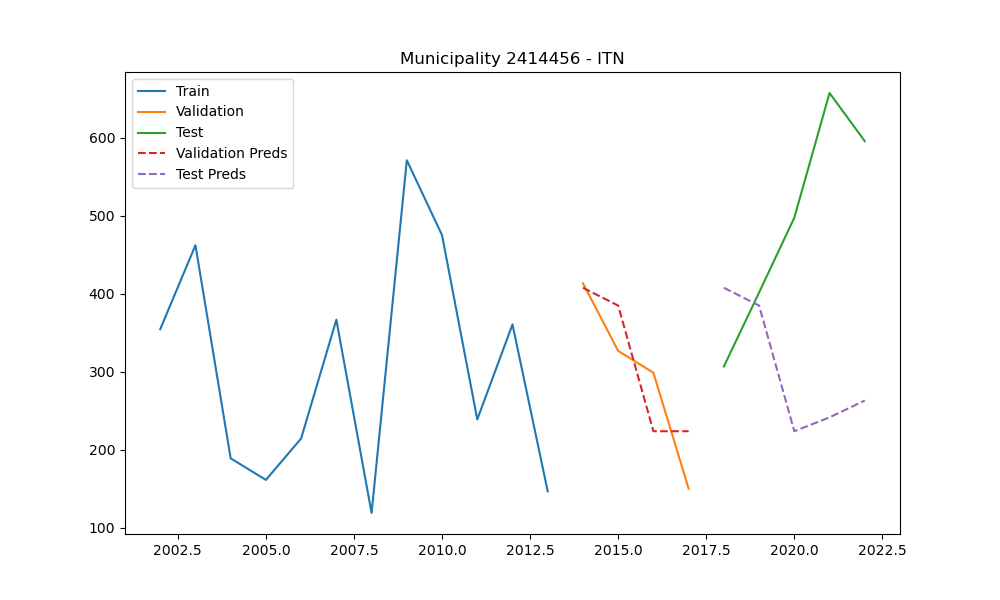 Municipality 2414456 - ITN
Train
Validation
Test
Validation Preds
Test Preds
600
500
400
300
200
100
2002.5 2005.0 2007.5 2010.0 2012.5 2015.0 2017.5 2020.0 2022.5